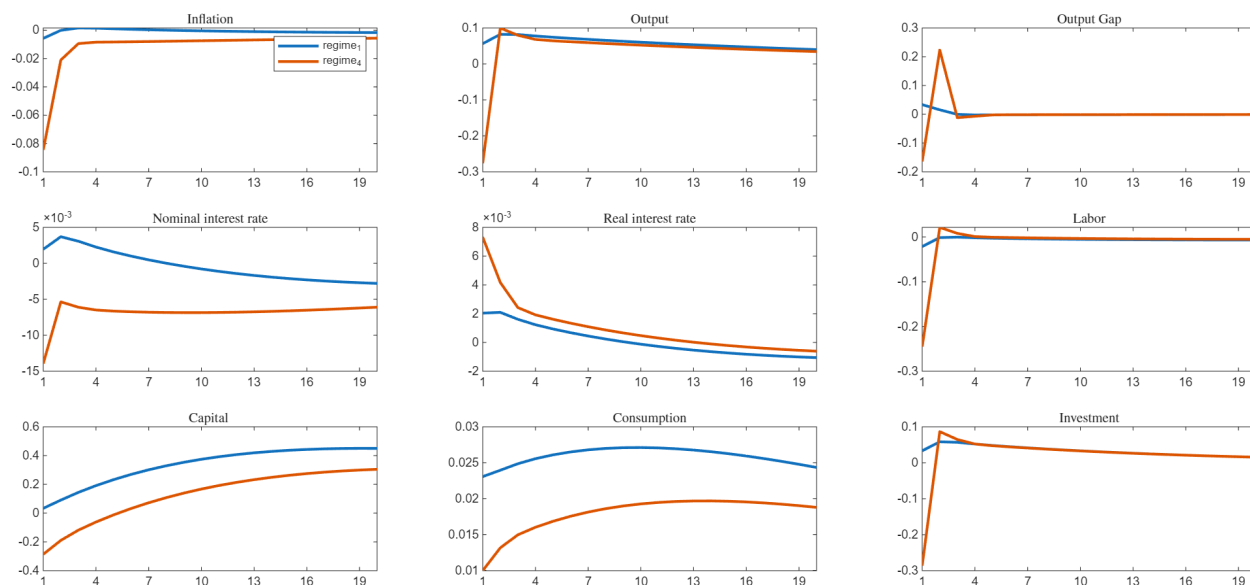 Inflation
0
-0.02
-0.04
-0.06
-0.08
-0.1
1 4 7 10 13 16 19
regime1
regime4
Output
0.1
0
-0.1
-0.2
-0.3
1 4 7 10 13 16 19
Output Gap
0.3
0.2
0.1
0
-0.1
-0.2
1 4 7 10 13 16 19
Nominal interest rate
×10-3
5
0
-5
-10
-15
1 4 7 10 13 16 19
Real interest rate
×10-3
8
6
4
2
0
-2
1 4 7 10 13 16 19
Labor
0
-0.1
-0.2
-0.3
1 4 7 10 13 16 19
Capital
0.6
0.4
0.2
0
-0.2
-0.4
1 4 7 10 13 16 19
Consumption
0.03
0.025
0.02
0.015
0.01
1 4 7 10 13 16 19
Investment
0.1
0
-0.1
-0.2
-0.3
1 4 7 10 13 16 19